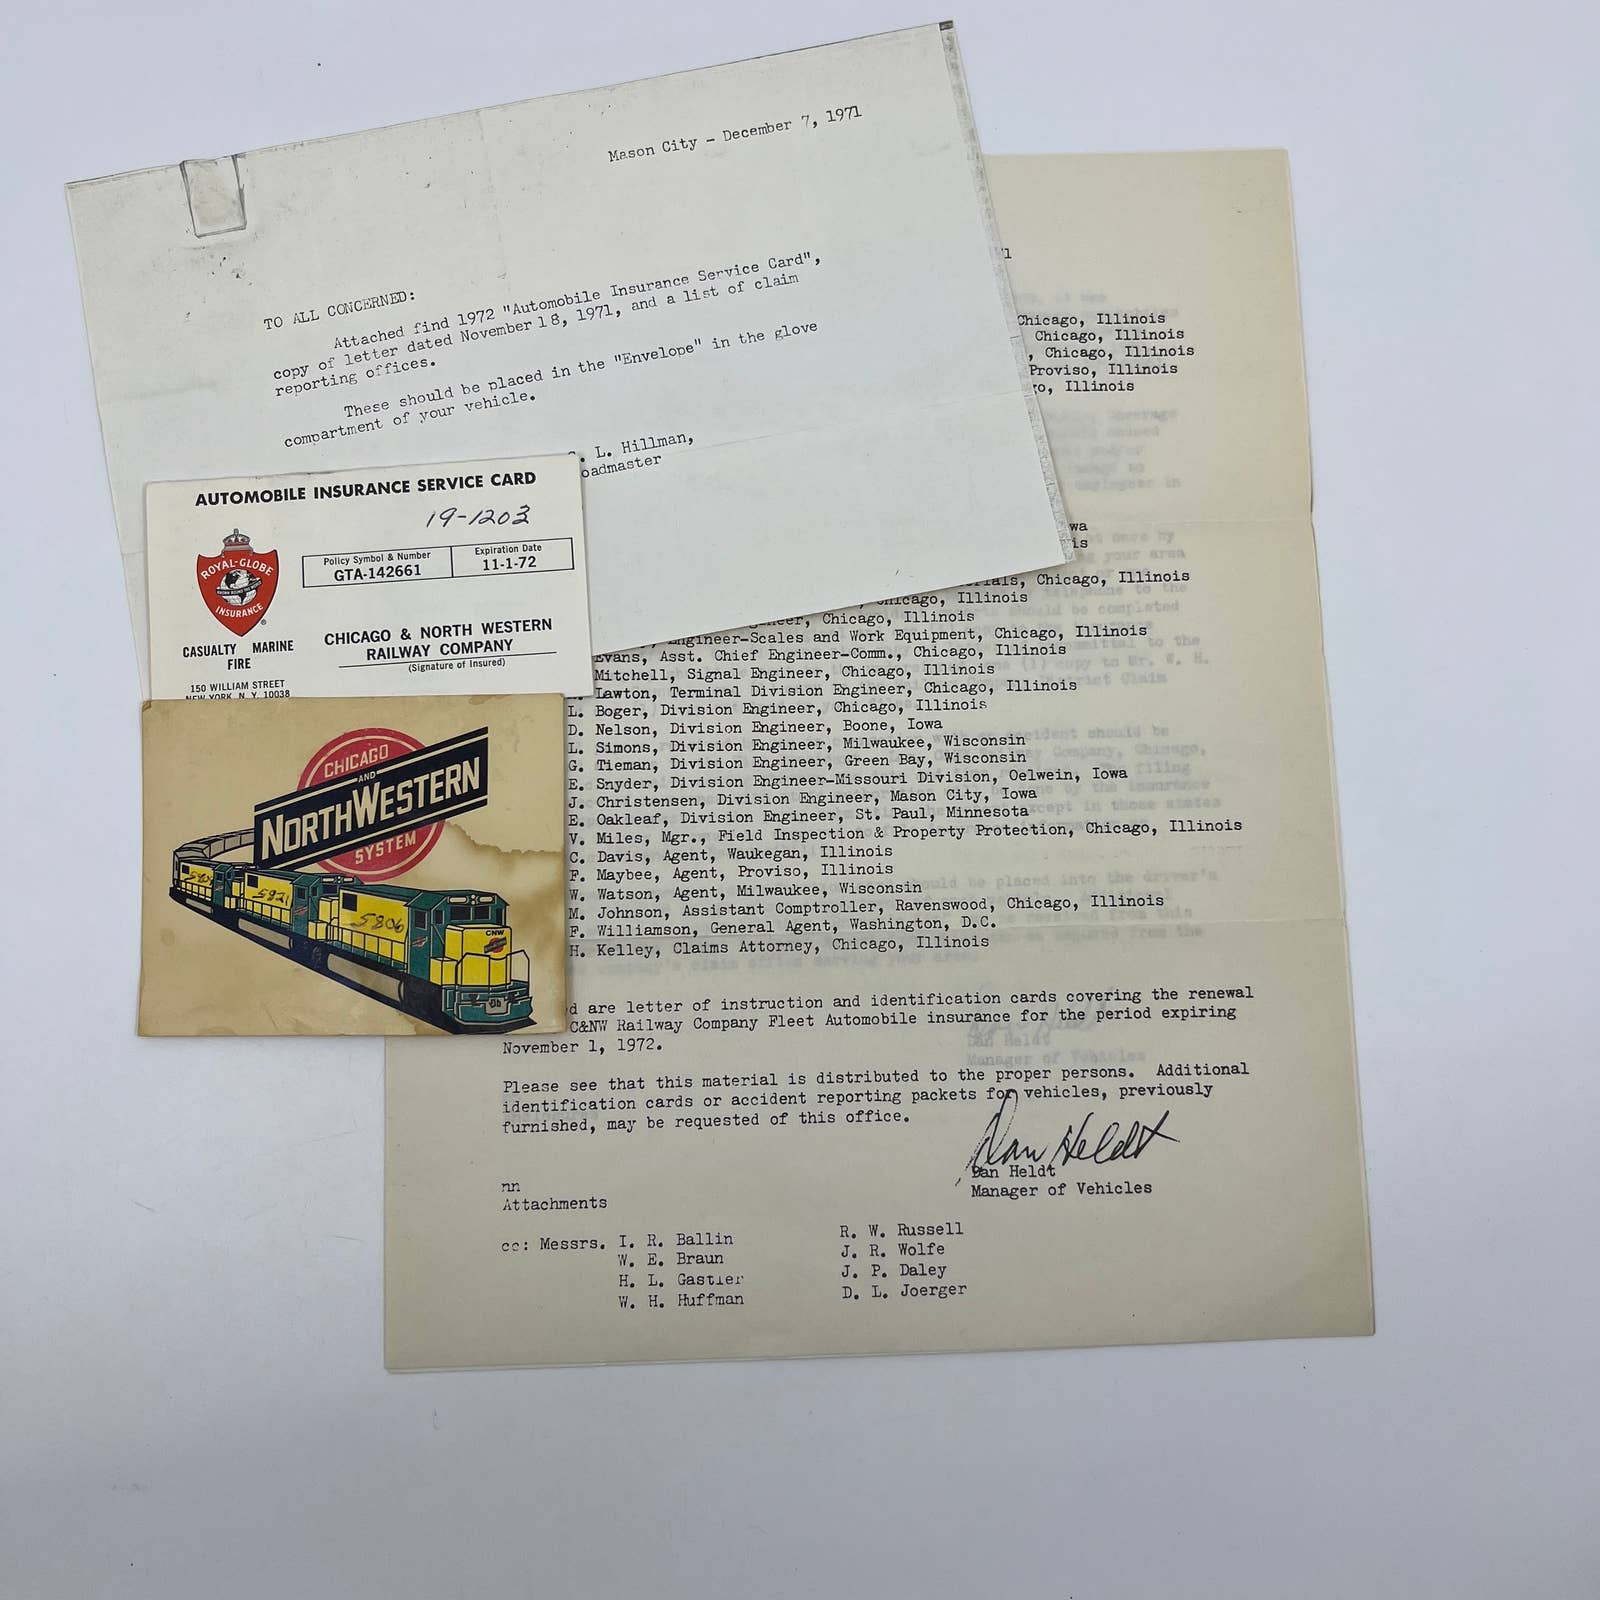 Mason City - December 7, 1971
TO ALL CONCERNED:
Attached find 1972 "Automobile Insurance Service Card",
copy of letter dated November 18, 1971, and a list of claim
reporting offices.
These should be placed in the "Envelope" in the glove
compartment of your vehicle.
L. Hillman,
oadmaster
AUTOMOBILE INSURANCE SERVICE CARD
19-1203
ROYAL-GLOBE
INSURANCE
®
Policy Symbol & Number
GTA-142661
Expiration Date
11-1-72
CASUALTY MARINE
FIRE
150 WILLIAM STREET
NEW YORK, N. Y. 10038
CHICAGO & NORTH WESTERN
RAILWAY COMPANY
(Signature of Insured)
CHICAGO
AND
NORTHWESTERN
SYSTEM
5821
5806
CNW
1
Chicago, Illinois
Chicago, Illinois
, Chicago, Illinois
Proviso, Illinois
go, Illinois
wa
is
erials, Chicago, Illinois
, Chicago, Illinois
ineer, Chicago, Illinois
Engineer-Scales and Work Equipment, Chicago, Illinois
Evans, Asst. Chief Engineer-Comm., Chicago, Illinois
Mitchell, Signal Engineer, Chicago, Illinois
Lawton, Terminal Division Engineer, Chicago, Illinois
L. Boger, Division Engineer, Chicago, Illinois
D. Nelson, Division Engineer, Boone, Iowa
L. Simons, Division Engineer, Milwaukee, Wisconsin
G. Tieman, Division Engineer, Green Bay, Wisconsin
E. Snyder, Division Engineer-Missouri Division, Oelwein, Iowa
J. Christensen, Division Engineer, Mason City, Iowa
E. Oakleaf, Division Engineer, St. Paul, Minnesota
V. Miles, Mgr., Field Inspection & Property Protection, Chicago, Illinois
C. Davis, Agent, Waukegan, Illinois
F. Maybee, Agent, Proviso, Illinois
W. Watson, Agent, Milwaukee, Wisconsin
M. Johnson, Assistant Comptroller, Ravenswood, Chicago, Illinois
F. Williamson, General Agent, Washington, D.C.
H. Kelley, Claims Attorney, Chicago, Illinois
d are letter of instruction and identification cards covering the renewal
C&NW Railway Company Fleet Automobile insurance for the period expiring
November 1, 1972.
Please see that this material is distributed to the proper persons. Additional
identification cards or accident reporting packets for vehicles, previously
furnished, may be requested of this office.
Dan Heldt
Dan Heldt
Manager of Vehicles
nn
Attachments
cc: Messrs. I. R. Ballin
W. E. Braun
H. L. Gastler
W. H. Huffman
R. W. Russell
J. R. Wolfe
J. P. Daley
D. L. Joerger